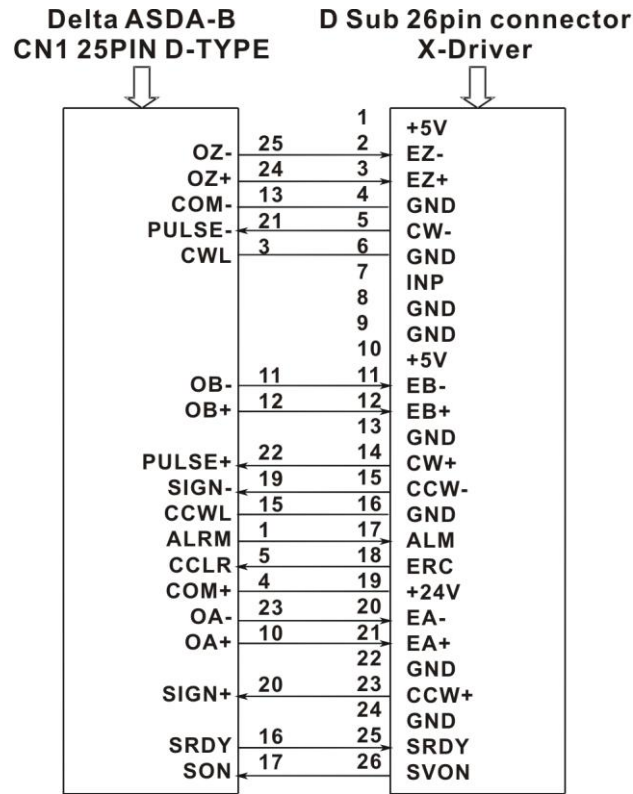 Delta ASDA-B D Sub 26pin connector
CN1 25PIN D-TYPE X-Driver
1 +5V
OZ- 25 2 EZ-
OZ+ 24 3 EZ+
COM- 13 4 GND
PULSE- 21 5 CW-
CWL 3 6 GND
7 INP
8 GND
9 GND
10 +5V
OB- 11 11 EB-
OB+ 12 12 EB+
13 GND
PULSE+ 22 14 CW+
SIGN- 19 15 CCW-
CCWL 15 16 GND
ALRM 1 17 ALM
CCLR 5 18 ERC
COM+ 4 19 +24V
OA- 23 20 EA-
OA+ 10 21 EA+
22 GND
SIGN+ 20 23 CCW+
24 GND
SRDY 16 25 SRDY
SON 17 26 SVON